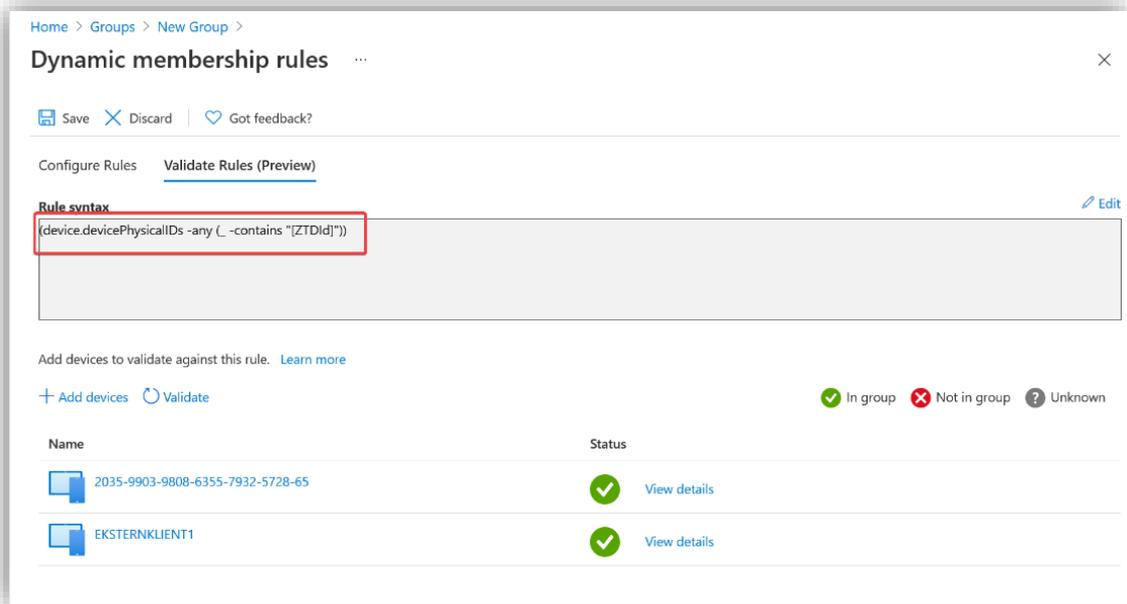 Home > Groups > New Group >
Dynamic membership rules ...
Save Discard Got feedback?
Configure Rules Validate Rules (Preview)
Rule syntax Edit
(device.devicePhysicalIDs -any (_ -contains "[ZTDId]"))
Add devices to validate against this rule. Learn more
Add devices Validate In group Not in group Unknown
Name Status
2035-9903-9808-6355-7932-5728-65 View details
EKSTERNKLIENT1 View details